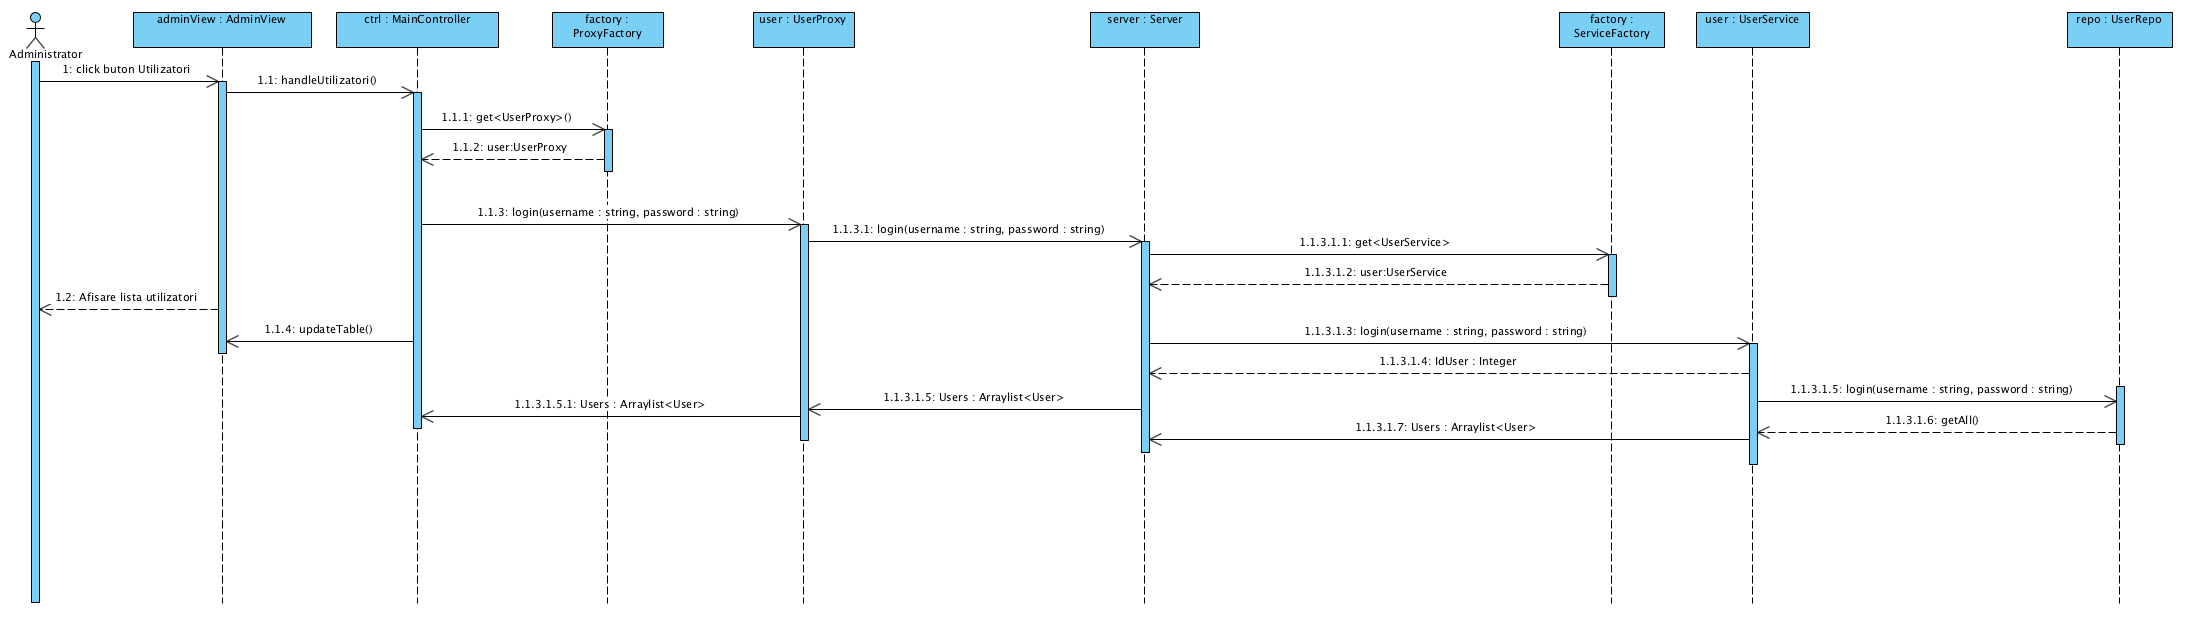 adminView : AdminView
ctrl : MainController
factory :
ProxyFactory
user : UserProxy
server : Server
factory :
ServiceFactory
user : UserService
repo : UserRepo
Administrator
1: click buton Utilizatori
1.1: handleUtilizatori()
1.1.1: get<UserProxy>()
1.1.2: user:UserProxy
1.1.3: login(username : string, password : string)
1.1.3.1: login(username : string, password : string)
1.1.3.1.1: get<UserService>
1.1.3.1.2: user:UserService
1.2: Afisare lista utilizatori
1.1.4: updateTable()
1.1.3.1.3: login(username : string, password : string)
1.1.3.1.4: IdUser : Integer
1.1.3.1.5: login(username : string, password : string)
1.1.3.1.5: Users : Arraylist<User>
1.1.3.1.5.1: Users : Arraylist<User>
1.1.3.1.6: getAll()
1.1.3.1.7: Users : Arraylist<User>